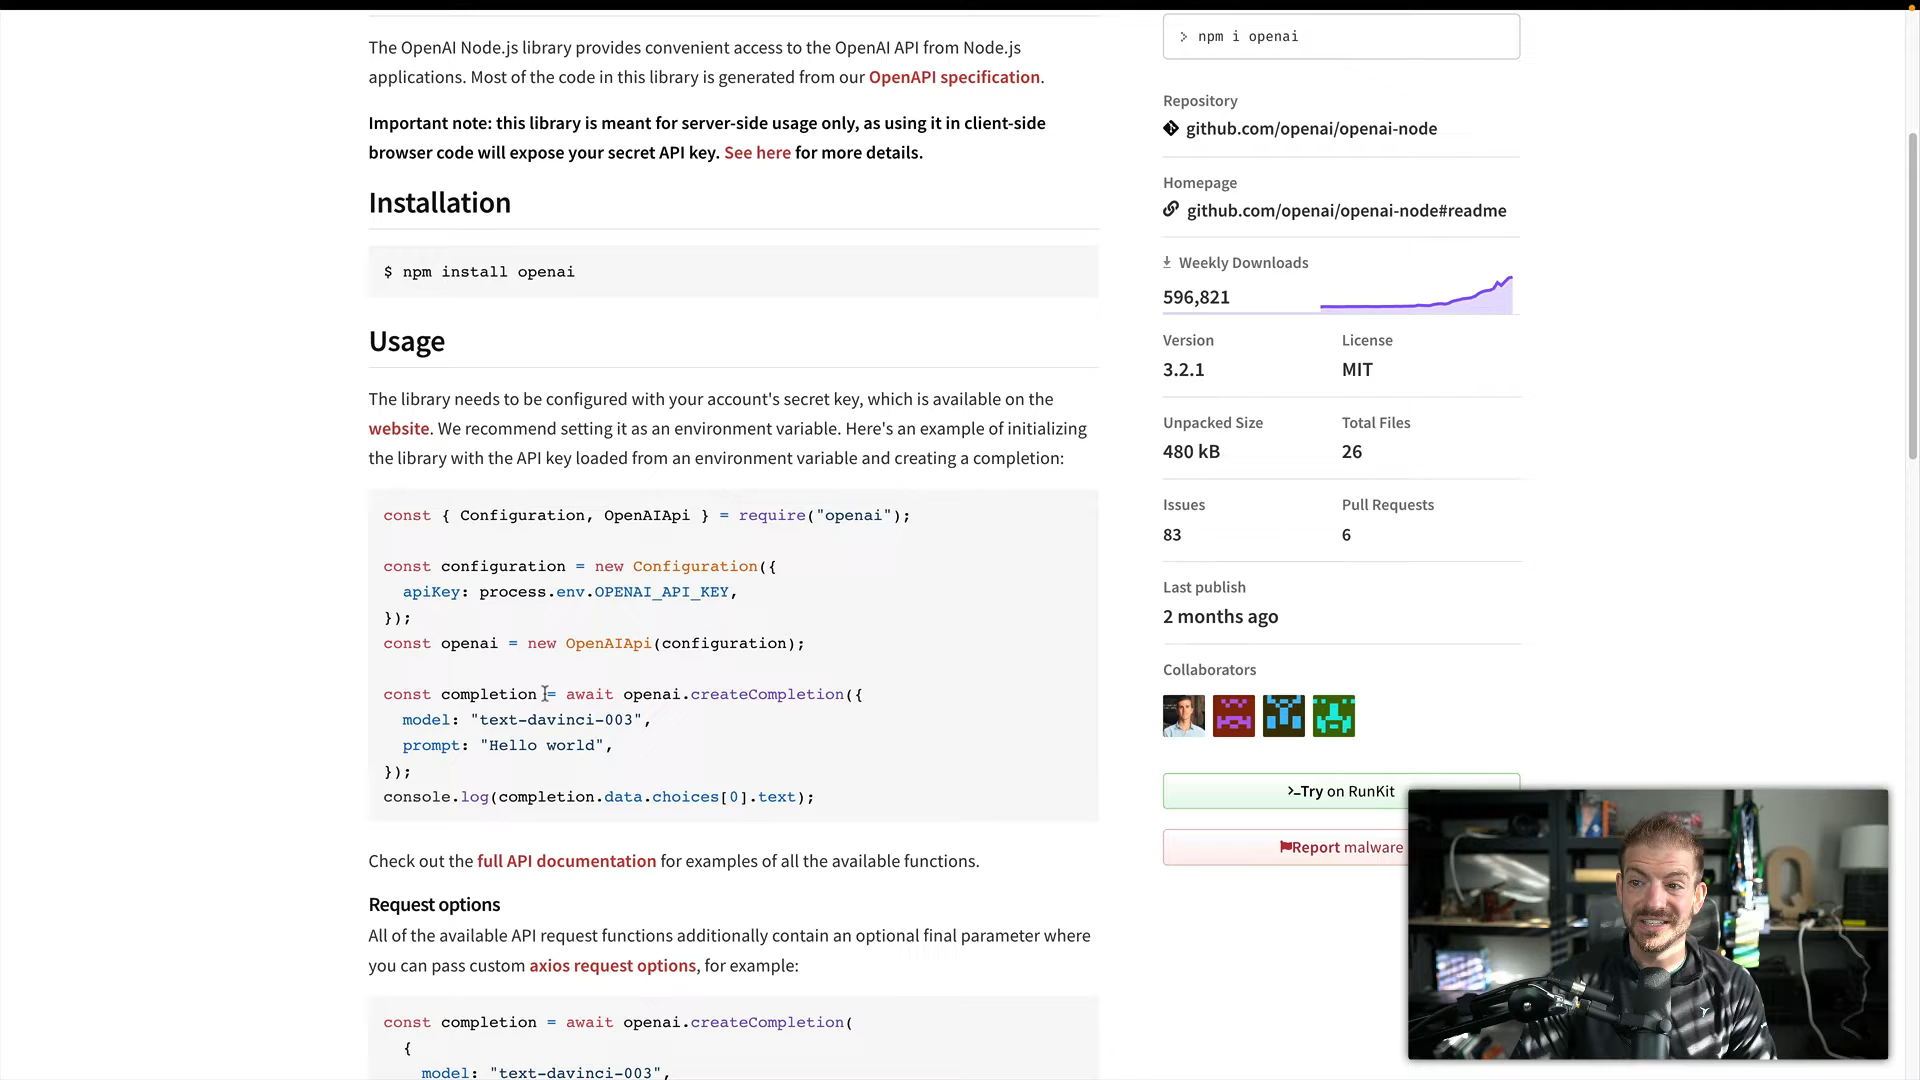 The OpenAI Node.js library provides convenient access to the OpenAI API from Node.js
applications. Most of the code in this library is generated from our OpenAPI specification.
Important note: this library is meant for server-side usage only, as using it in client-side
browser code will expose your secret API key. See here for more details.
Installation
$ npm install openai
Usage
The library needs to be configured with your account's secret key, which is available on the
website. We recommend setting it as an environment variable. Here's an example of initializing
the library with the API key loaded from an environment variable and creating a completion:
const { Configuration, OpenAIApi } = require("openai");
const configuration = new Configuration({
apiKey: process.env.OPENAI_API_KEY,
});
const openai = new OpenAIApi(configuration);
const completion = await openai.createCompletion({
model: "text-davinci-003",
prompt: "Hello world",
});
console.log(completion.data.choices[0].text);
Check out the full API documentation for examples of all the available functions.
Request options
All of the available API request functions additionally contain an optional final parameter where
you can pass custom axios request options, for example:
const completion = await openai.createCompletion(
{
model: "text-davinci-003",
> npm i openai
Repository
github.com/openai/openai-node
Homepage
github.com/openai/openai-node#readme
Weekly Downloads
596,821
Version License
3.2.1 MIT
Unpacked Size Total Files
480 kB 26
Issues Pull Requests
83 6
Last publish
2 months ago
Collaborators
>-Try on RunKit
Report malware